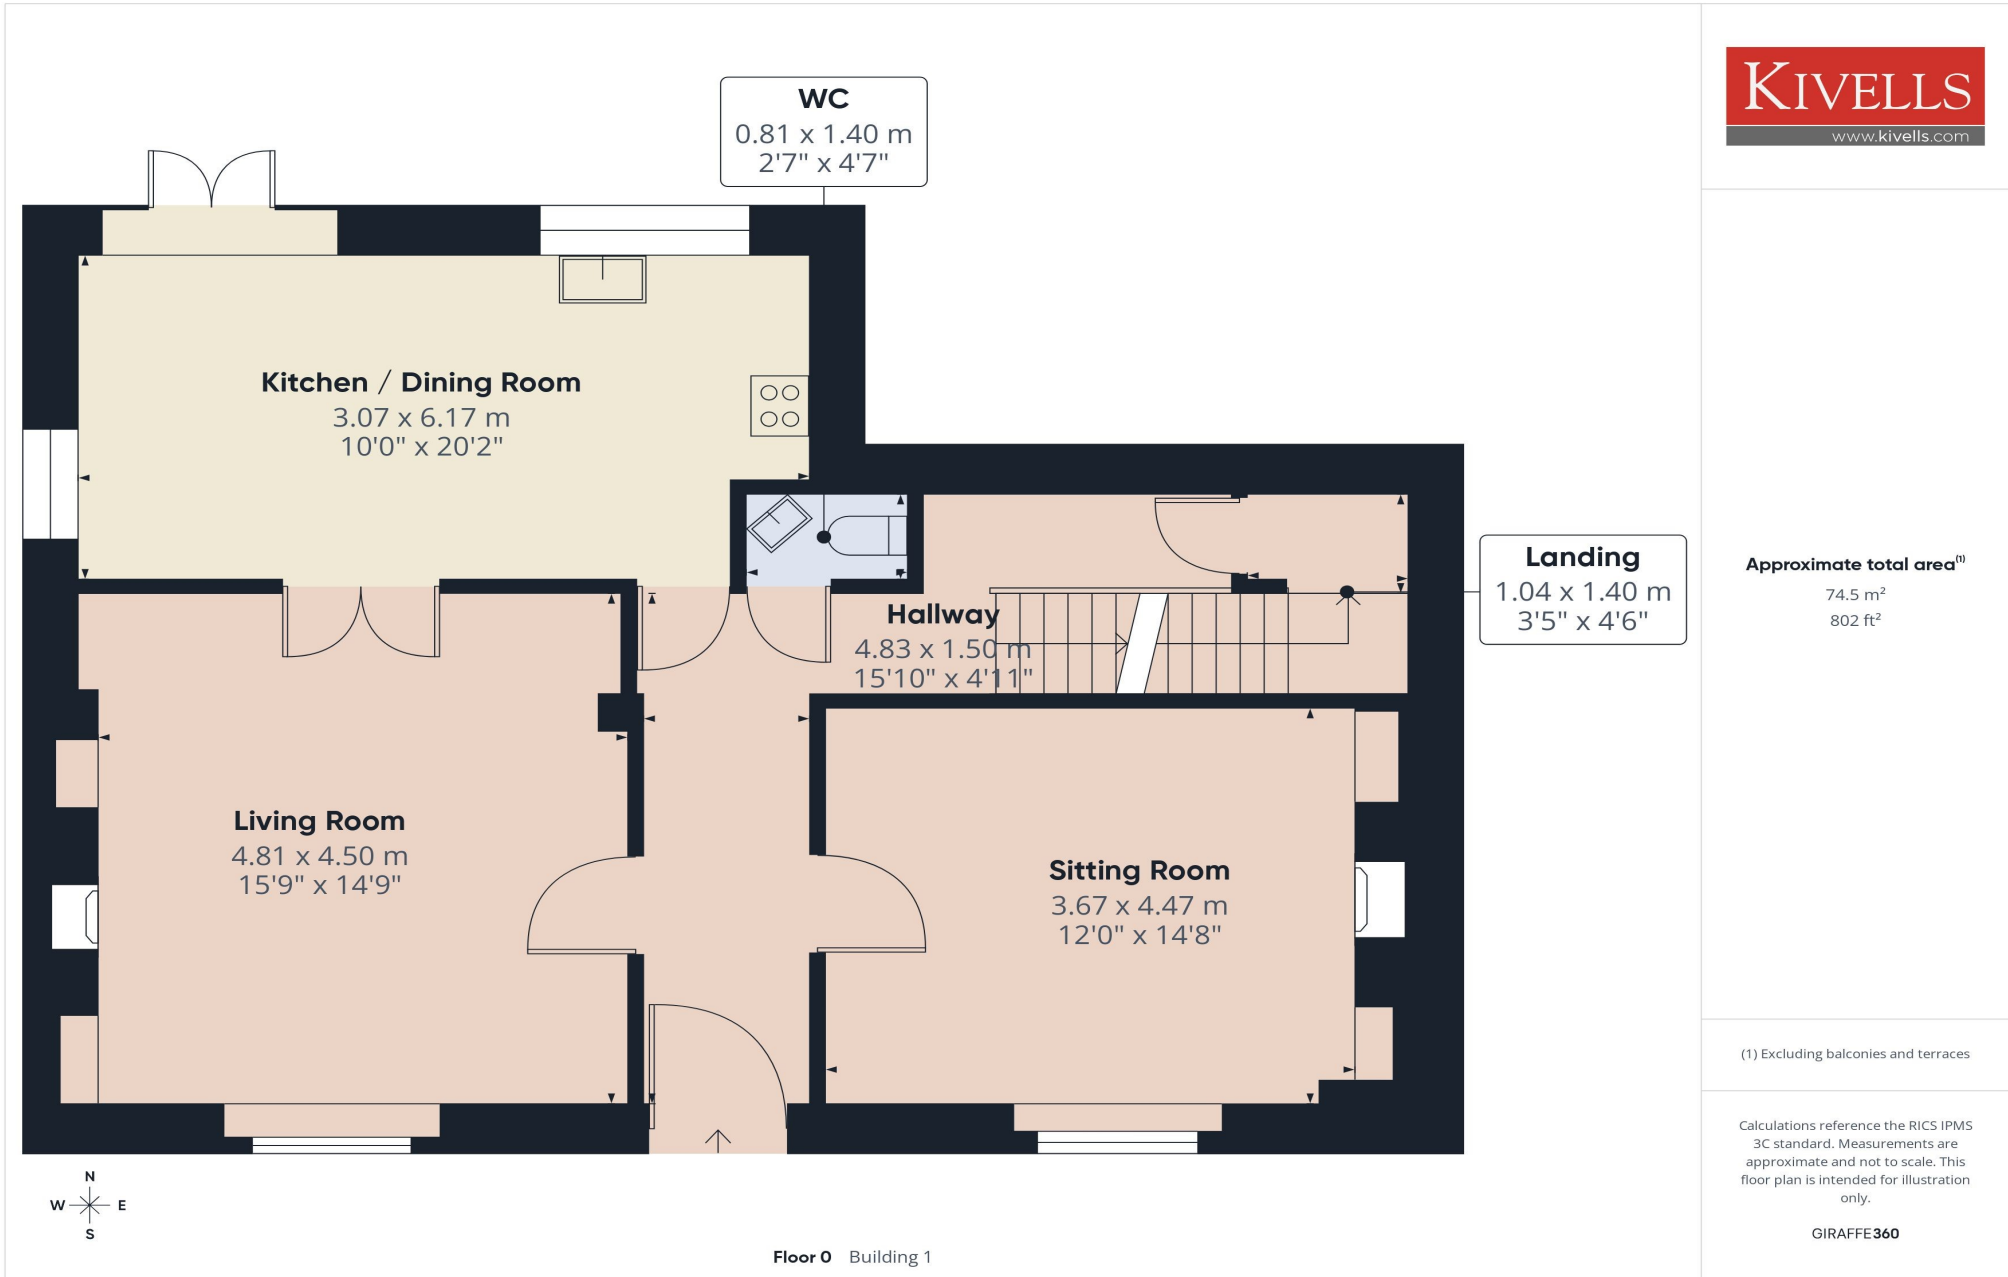 WC
0.81 x 1.40 m
2'7" x 4'7"
KIVELLS
www.kivells.com
Kitchen / Dining Room
3.07 x 6.17 m
10'0" x 20'2"
Landing
1.04 x 1.40 m
3'5" x 4'6"
Hallway
4.83 x 1.50 m
15'10" x 4'11"
Living Room
4.81 x 4.50 m
15'9" x 14'9"
Sitting Room
3.67 x 4.47 m
12'0" x 14'8"
Approximate total area(1)
74.5 m²
802 ft²
(1) Excluding balconies and terraces
Calculations reference the RICS IPMS
3C standard. Measurements are
approximate and not to scale. This
floor plan is intended for illustration
only.
GIRAFFE360
N
W E
S
Floor 0 Building 1